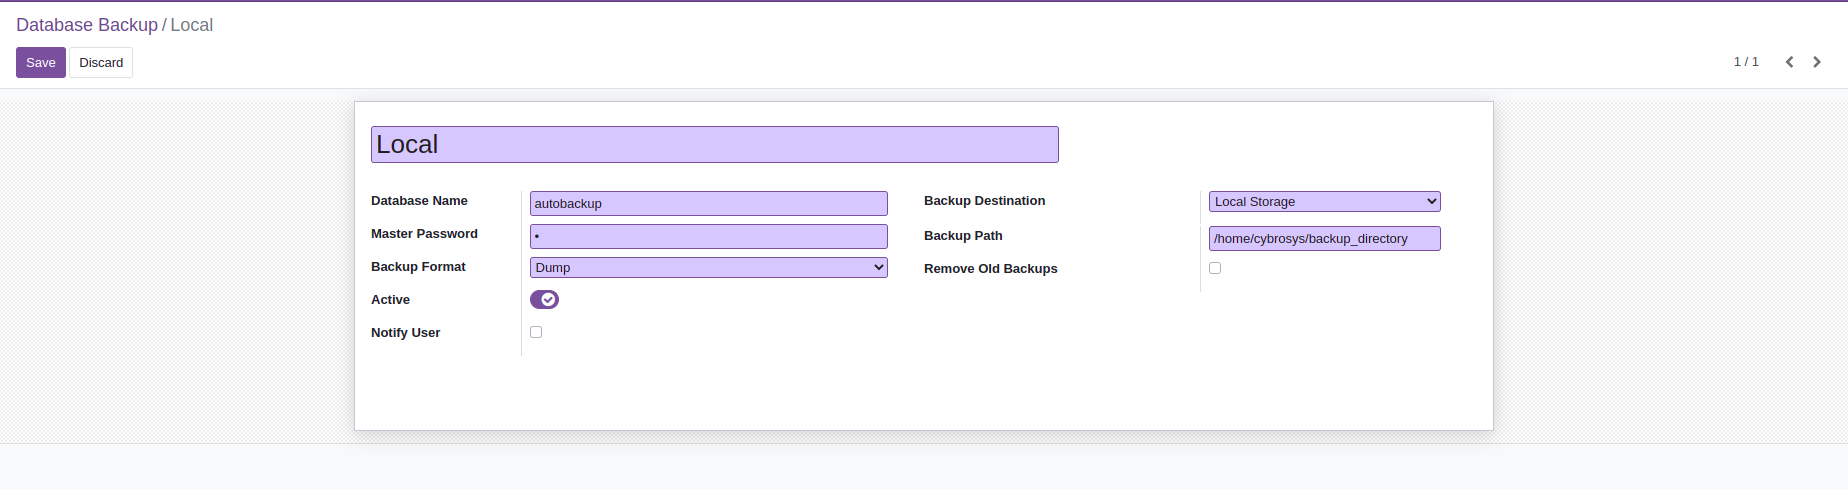 Database Backup / Local
Save Discard
1 / 1
Local
Database Name autobackup
Master Password •
Backup Format Dump
Active
Notify User
Backup Destination Local Storage
Backup Path /home/cybrosys/backup_directory
Remove Old Backups